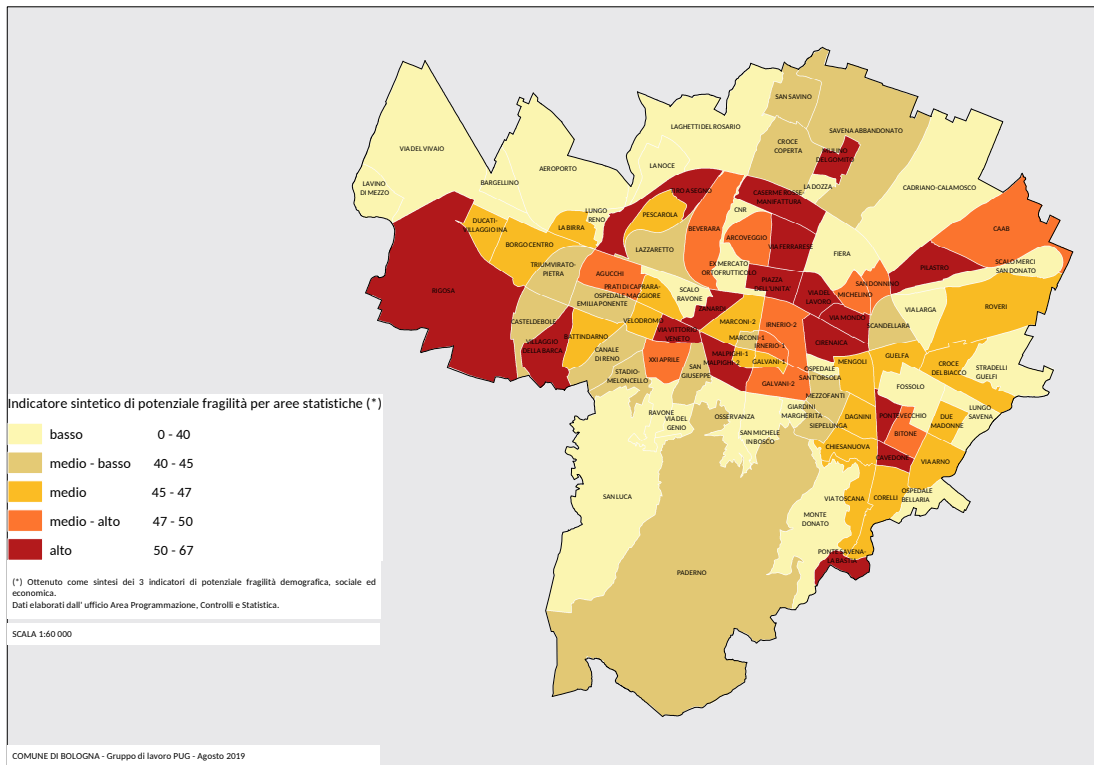 SAN SAVINO
LAGHETTI DEL ROSARIO
SAVENA ABBANDONATO
CROCE
COPERTA
VIA DEL VIVAIO
LA NOCE
AEROPORTO
BARGELLINO
LAVINO
DI MEZZO
LA DOZZA
CADRIANO-CALAMOSCO
TIRO A SEGNO
CASERME ROSSE-
MANIFATTURA
LUNGO
RENO
PESCAROLA
CNR
DUCATI-
VILLAGGIO INA
LA BIRRA
BEVERARA
CAAB
ARCOVEGGIO
BORGO CENTRO
VIA FERRARESE
LAZZARETTO
FIERA
TRIUMVIRATO-
PIETRA
EX MERCATO
ORTOFRUTTICOLO
SCALO MERCI
SAN DONNINO
SAN DONATO
PILASTRO
AGUCCHI
PRATI DI CAPRARA-
OSPEDALE MAGGIORE
PIAZZA
DELL'UNITA'
RIGOSA
SCALO
RAVONE
VIA DEL
LAVORO
MICHELINO
EMILIA PONENTE
ZANARDI
VIA LARGA
ROVERI
CASTELDEBOLE
VELODROMO
MARCONI-2
IRNERIO-2
VIA MONDO
SCANDELLARA
VILLAGGIO
DELLA BARCA
BATTINDARNO
VIA VITTORIO
VENETO
MARCONI-1
IRNERIO-1
CIRENAICA
CANALE
DI RENO
XXI APRILE
MALPIGHI-1
MALPIGHI-2
GALVANI-1
MENGOLI
GUELFA
CROCE
DEL BIACCO
STRADELLI
GUELFI
STADIO-
MELONCELLO
SAN
GIUSEPPE
OSPEDALE
SANT'ORSOLA
GALVANI-2
FOSSOLO
MEZZOFANTI
RAVONE
VIA DEL
GENIO
OSSERVANZA
GIARDINI
MARGHERITA
DAGNINI
PONTEVECCHIO
DUE
MADONNE
LUNGO
SAVENA
SIEPELUNGA
BITONE
SAN MICHELE
IN BOSCO
CHIESANUOVA
CAVEDONE
VIA ARNO
SAN LUCA
VIA TOSCANA
CORELLI
OSPEDALE
BELLARIA
MONTE
DONATO
PONTE SAVENA-
LA BASTIA
PADERNO
Indicatore sintetico di potenziale fragilità per aree statistiche (*)
basso 0 - 40
medio - basso 40 - 45
medio 45 - 47
medio - alto 47 - 50
alto 50 - 67
(*) Ottenuto come sintesi dei 3 indicatori di potenziale fragilità demografica, sociale ed
economica.
Dati elaborati dall' ufficio Area Programmazione, Controlli e Statistica.
SCALA 1:60 000
COMUNE DI BOLOGNA - Gruppo di lavoro PUG - Agosto 2019